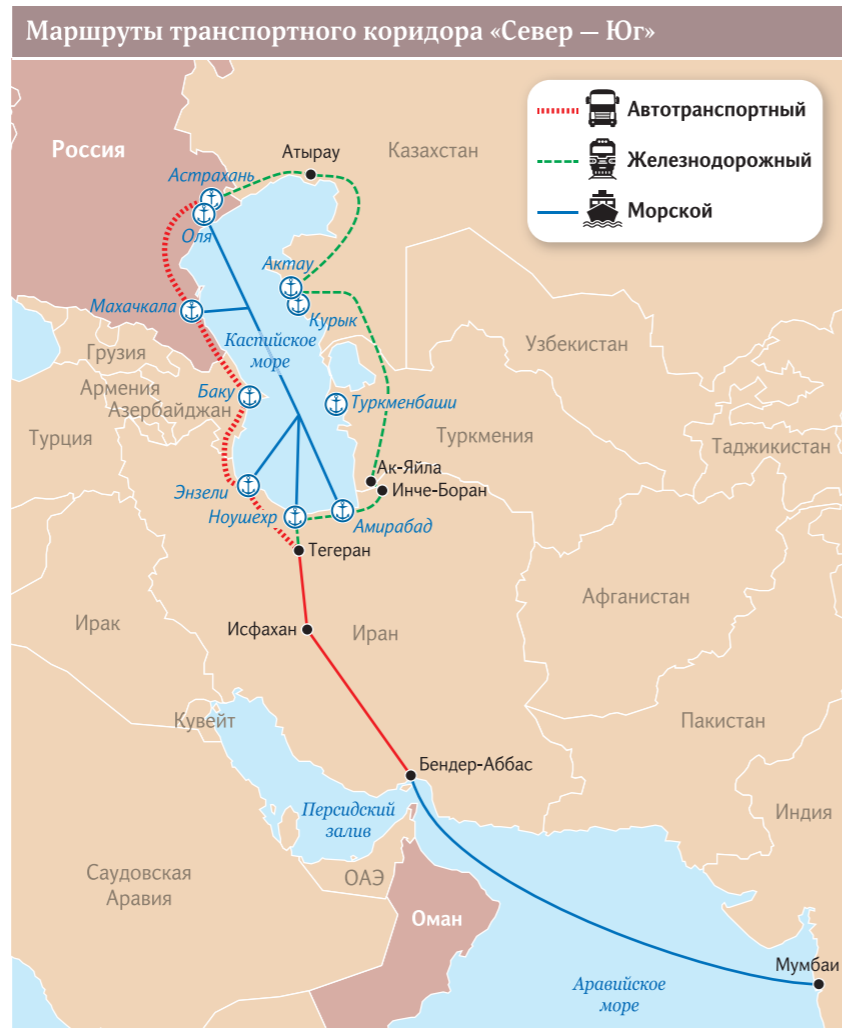 Маршруты транспортного коридора «Север — Юг»
Автотранспортный
Железнодорожный
Морской
Россия
Казахстан
Атырау
Астрахань
Оля
Актау
Курык
Махачкала
Каспийское
море
Грузия
Узбекистан
Армения
Азербайджан
Баку
Туркменбаши
Турция
Туркмения
Таджикистан
Ак-Яйла
Инче-Боран
Энзели
Ноушехр
Амирабад
Тегеран
Афганистан
Ирак
Исфахан
Иран
Кувейт
Пакистан
Бендер-Аббас
Персидский
залив
Индия
Саудовская
Аравия
ОАЭ
Оман
Мумбаи
Аравийское
море